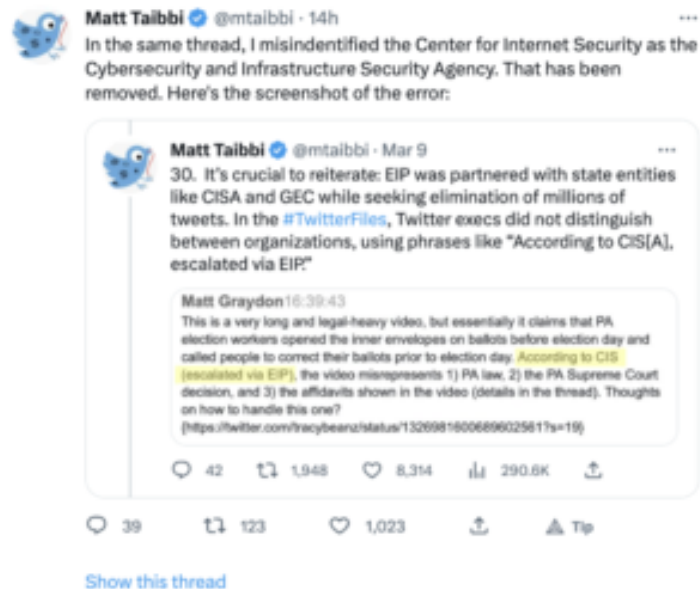 Matt Taibbi @mtaibbi · 14h
In the same thread, I misidentified the Center for Internet Security as the
Cybersecurity and Infrastructure Security Agency. That has been
removed. Here's the screenshot of the error:
Matt Taibbi @mtaibbi · Mar 9
30. It's crucial to reiterate: EIP was partnered with state entities
like CISA and GEC while seeking elimination of millions of
tweets. In the #TwitterFiles, Twitter execs did not distinguish
between organizations, using phrases like "According to CIS[A],
escalated via EIP."
Matt Graydon 16:39:43
This is a very long and legal-heavy video, but essentially it claims that PA
election workers opened the inner envelopes on ballots before election day and
called people to correct their ballots prior to election day. According to CIS
(escalated via EIP), the video misrepresents 1) PA law, 2) the PA Supreme Court
decision, and 3) the affidavits shown in the video (details in the thread). Thoughts
on how to handle this one?
42 1,948 8,314 290.6K
39 123 1,023 Tip
Show this thread